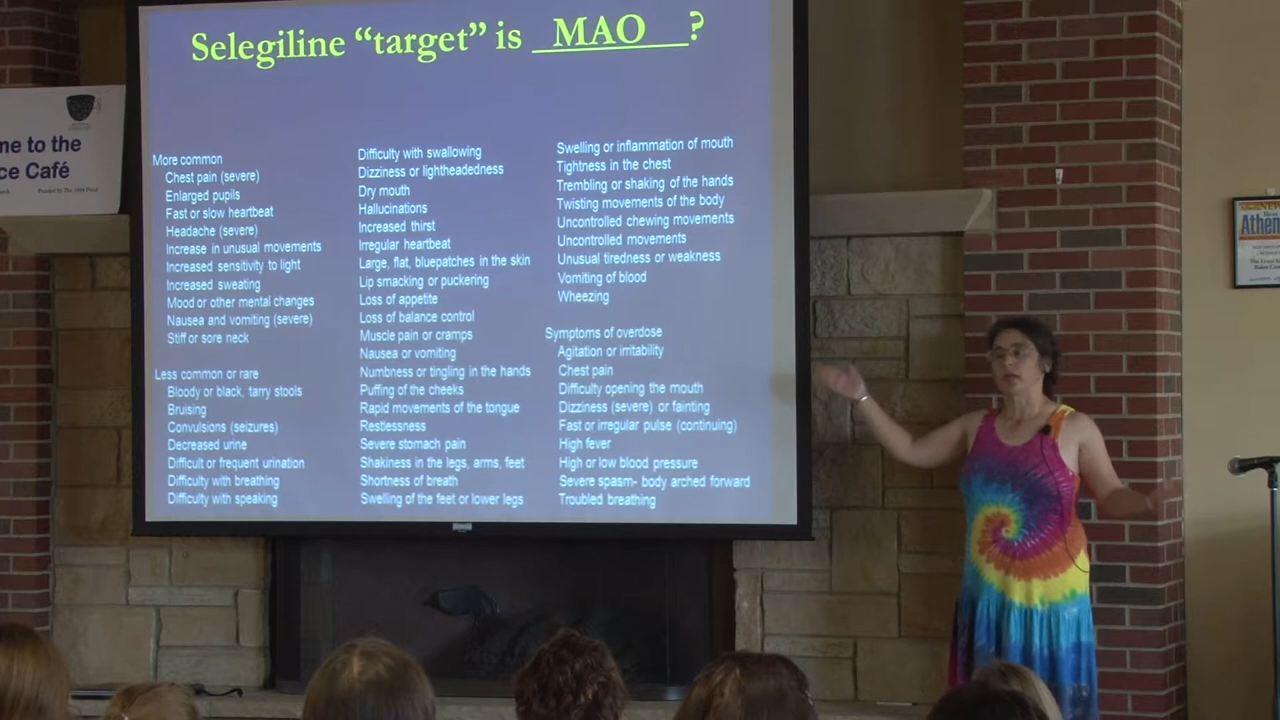 Selegiline “target” is MAO ?
More common
Chest pain (severe)
Enlarged pupils
Fast or slow heartbeat
Headache (severe)
Increase in unusual movements
Increased sensitivity to light
Increased sweating
Mood or other mental changes
Nausea and vomiting (severe)
Stiff or sore neck
Less common or rare
Bloody or black, tarry stools
Bruising
Convulsions (seizures)
Decreased urine
Difficult or frequent urination
Difficulty with breathing
Difficulty with speaking
Difficulty with swallowing
Dizziness or lightheadedness
Dry mouth
Hallucinations
Increased thirst
Irregular heartbeat
Large, flat, bluepatches in the skin
Lip smacking or puckering
Loss of appetite
Loss of balance control
Muscle pain or cramps
Nausea or vomiting
Numbness or tingling in the hands
Puffing of the cheeks
Rapid movements of the tongue
Restlessness
Severe stomach pain
Shakiness in the legs, arms, feet
Shortness of breath
Swelling of the feet or lower legs
Swelling or inflammation of mouth
Tightness in the chest
Trembling or shaking of the hands
Twisting movements of the body
Uncontrolled chewing movements
Uncontrolled movements
Unusual tiredness or weakness
Vomiting of blood
Wheezing
Symptoms of overdose
Agitation or irritability
Chest pain
Difficulty opening the mouth
Dizziness (severe) or fainting
Fast or irregular pulse (continuing)
High fever
High or low blood pressure
Severe spasm- body arched forward
Troubled breathing
me to the
ce Café
Athen